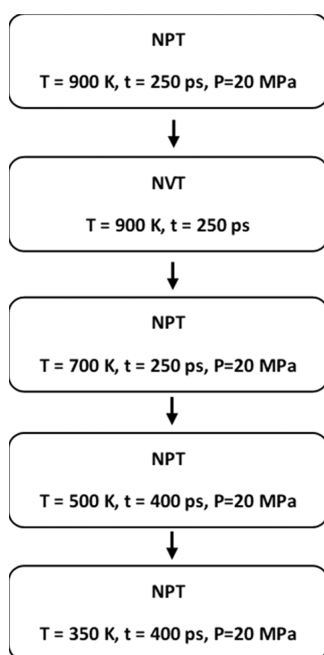 NPT
T = 900 K, t = 250 ps, P=20 MPa
NVT
T = 900 K, t = 250 ps
NPT
T = 700 K, t = 250 ps, P=20 MPa
NPT
T = 500 K, t = 400 ps, P=20 MPa
NPT
T = 350 K, t = 400 ps, P=20 MPa